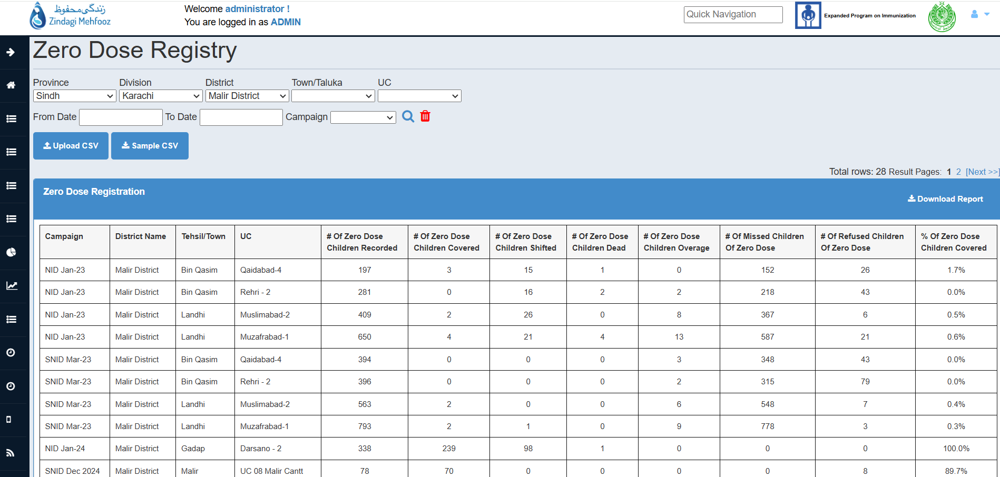 زندگی محفوظ
Zindagi Mehfooz
Welcome administrator !
You are logged in as ADMIN
Quick Navigation
Expanded Program on Immunization
Zero Dose Registry
Province Division District Town/Taluka UC
Sindh Karachi Malir District
From Date To Date Campaign
Upload CSV Sample CSV
Total rows: 28 Result Pages: 1 2 [Next >>]
Zero Dose Registration
Download Report
Campaign District Name Tehsil/Town UC # Of Zero Dose Children Recorded # Of Zero Dose Children Covered # Of Zero Dose Children Shifted # Of Zero Dose Children Dead # Of Zero Dose Children Overage # Of Missed Children Of Zero Dose # Of Refused Children Of Zero Dose % Of Zero Dose Children Covered
NID Jan-23 Malir District Bin Qasim Qaidabad-4 197 3 15 1 0 152 26 1.7%
NID Jan-23 Malir District Bin Qasim Rehri - 2 281 0 16 2 2 218 43 0.0%
NID Jan-23 Malir District Landhi Muslimabad-2 409 2 26 0 8 367 6 0.5%
NID Jan-23 Malir District Landhi Muzafrabad-1 650 4 21 4 13 587 21 0.6%
SNID Mar-23 Malir District Bin Qasim Qaidabad-4 394 0 0 0 3 348 43 0.0%
SNID Mar-23 Malir District Bin Qasim Rehri - 2 396 0 0 0 2 315 79 0.0%
SNID Mar-23 Malir District Landhi Muslimabad-2 563 2 0 0 6 548 7 0.4%
SNID Mar-23 Malir District Landhi Muzafrabad-1 793 2 1 0 9 778 3 0.3%
NID Jan-24 Malir District Gadap Darsano - 2 338 239 98 1 0 0 0 100.0%
SNID Dec 2024 Malir District Malir UC 08 Malir Cantt 78 70 0 0 0 0 8 89.7%